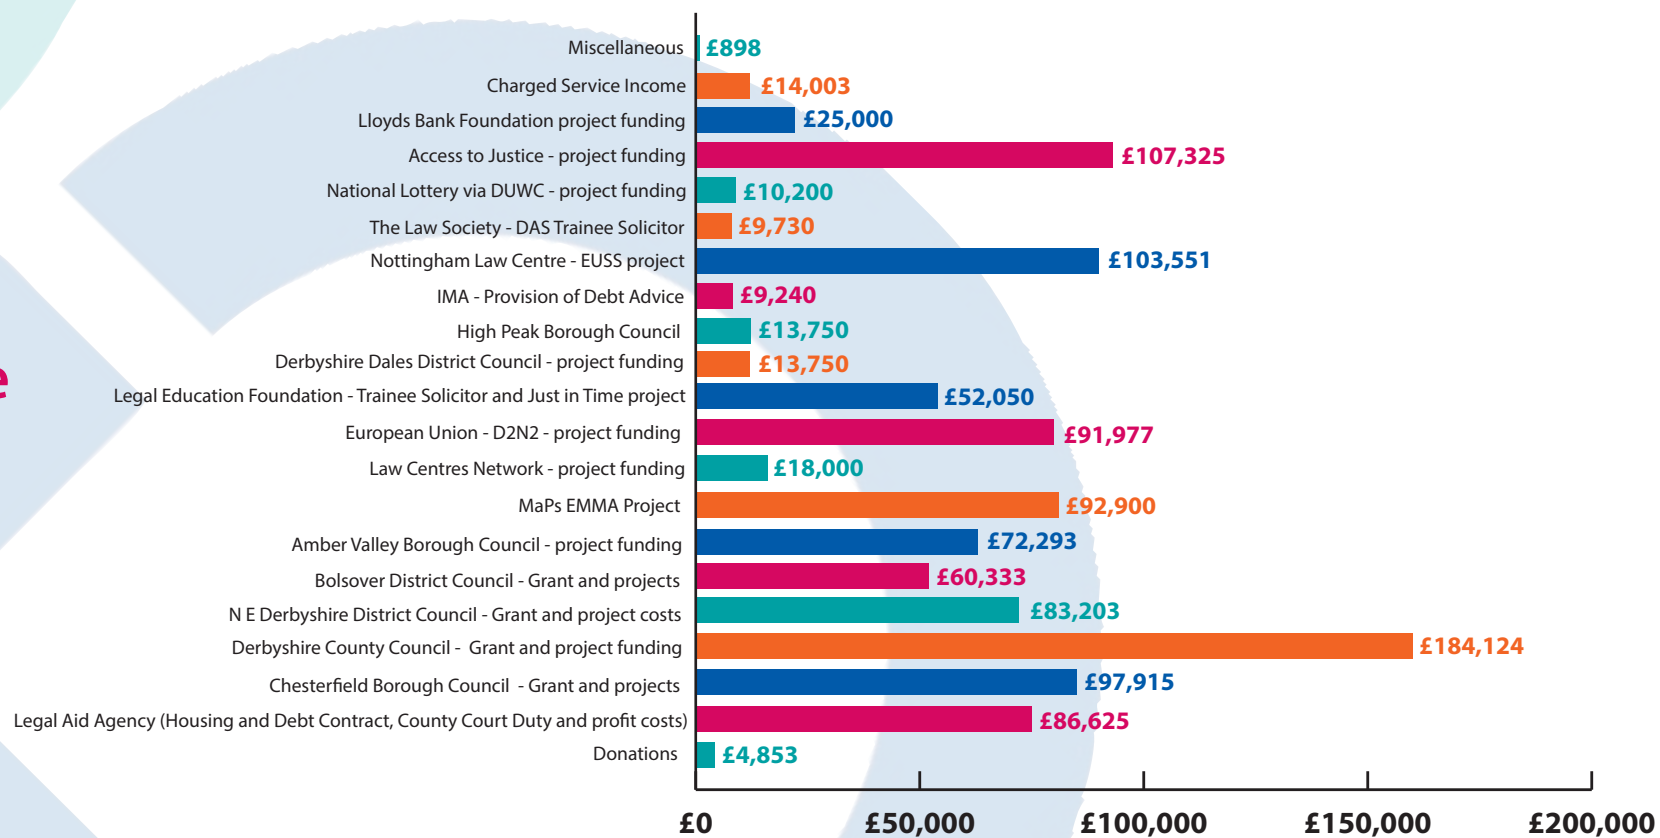 Miscellaneous £898
Charged Service Income £14,003
Lloyds Bank Foundation project funding £25,000
Access to Justice - project funding £107,325
National Lottery via DUWC - project funding £10,200
The Law Society - DAS Trainee Solicitor £9,730
Nottingham Law Centre - EUSS project £103,551
IMA - Provision of Debt Advice £9,240
High Peak Borough Council £13,750
Derbyshire Dales District Council - project funding £13,750
e
Legal Education Foundation - Trainee Solicitor and Just in Time project £52,050
European Union - D2N2 - project funding £91,977
Law Centres Network - project funding £18,000
MaPs EMMA Project £92,900
Amber Valley Borough Council - project funding £72,293
Bolsover District Council - Grant and projects £60,333
N E Derbyshire District Council - Grant and project costs £83,203
Derbyshire County Council - Grant and project funding £184,124
Chesterfield Borough Council - Grant and projects £97,915
Legal Aid Agency (Housing and Debt Contract, County Court Duty and profit costs) £86,625
Donations £4,853
£0 £50,000 £100,000 £150,000 £200,000